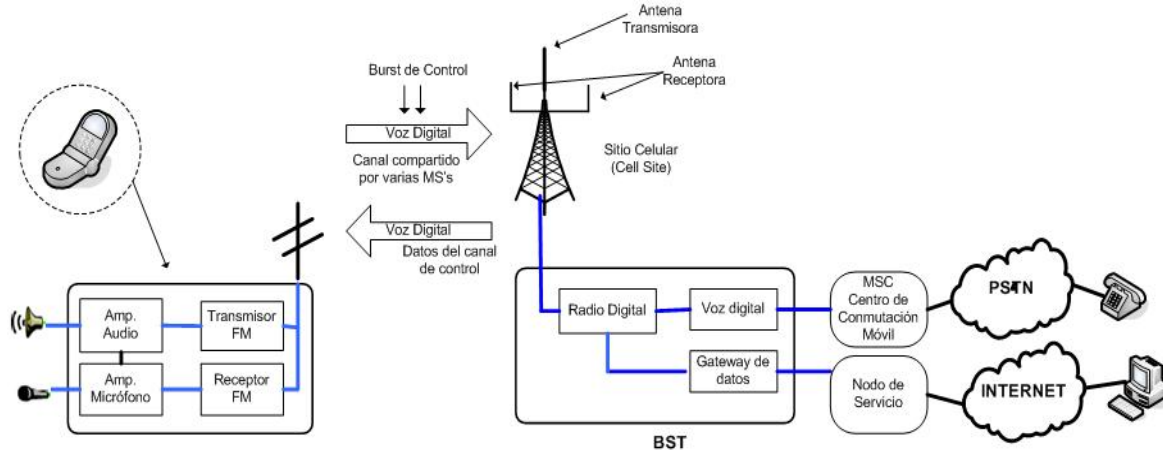 Antena
Transmisora
Burst de Control
Antena
Receptora
Voz Digital
Canal compartido
por varias MS's
Sitio Celular
(Cell Site)
Voz Digital
Datos del canal
de control
Amp.
Audio
Transmisor
FM
Amp.
Micrófono
Receptor
FM
Radio Digital
Voz digital
Gateway de
datos
BST
MSC
Centro de
Conmutación
Móvil
Nodo de
Servicio
PSTN
INTERNET